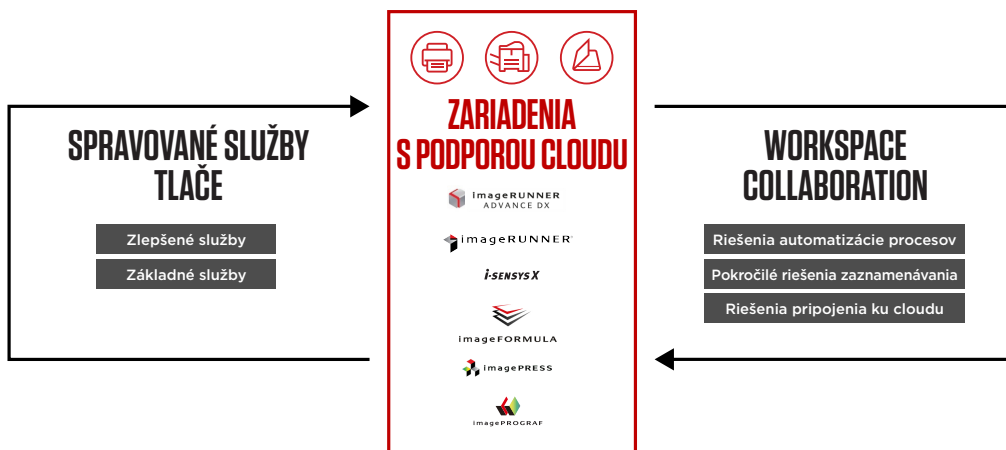 SPRAVOVANÉ SLUŽBY
TLAČE
Zlepšené služby
Základné služby
ZARIADENIA
S PODPOROU CLOUDU
imageRUNNER
ADVANCE DX
imageRUNNER
i-SENSYS X
imageFORMULA
imagePRESS
imagePROGRAF
WORKSPACE
COLLABORATION
Riešenia automatizácie procesov
Pokročilé riešenia zaznamenávania
Riešenia pripojenia ku cloudu